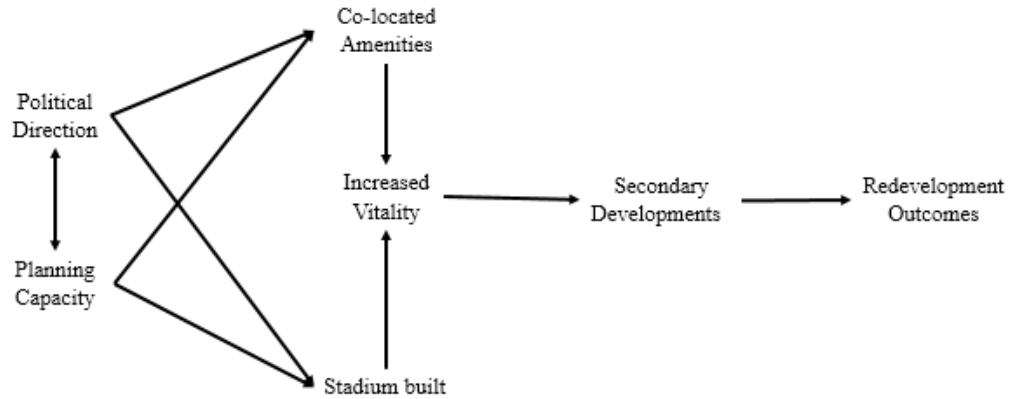 Co-located
Amenities
Political
Direction
Increased
Vitality
Secondary
Developments
Redevelopment
Outcomes
Planning
Capacity
Stadium built